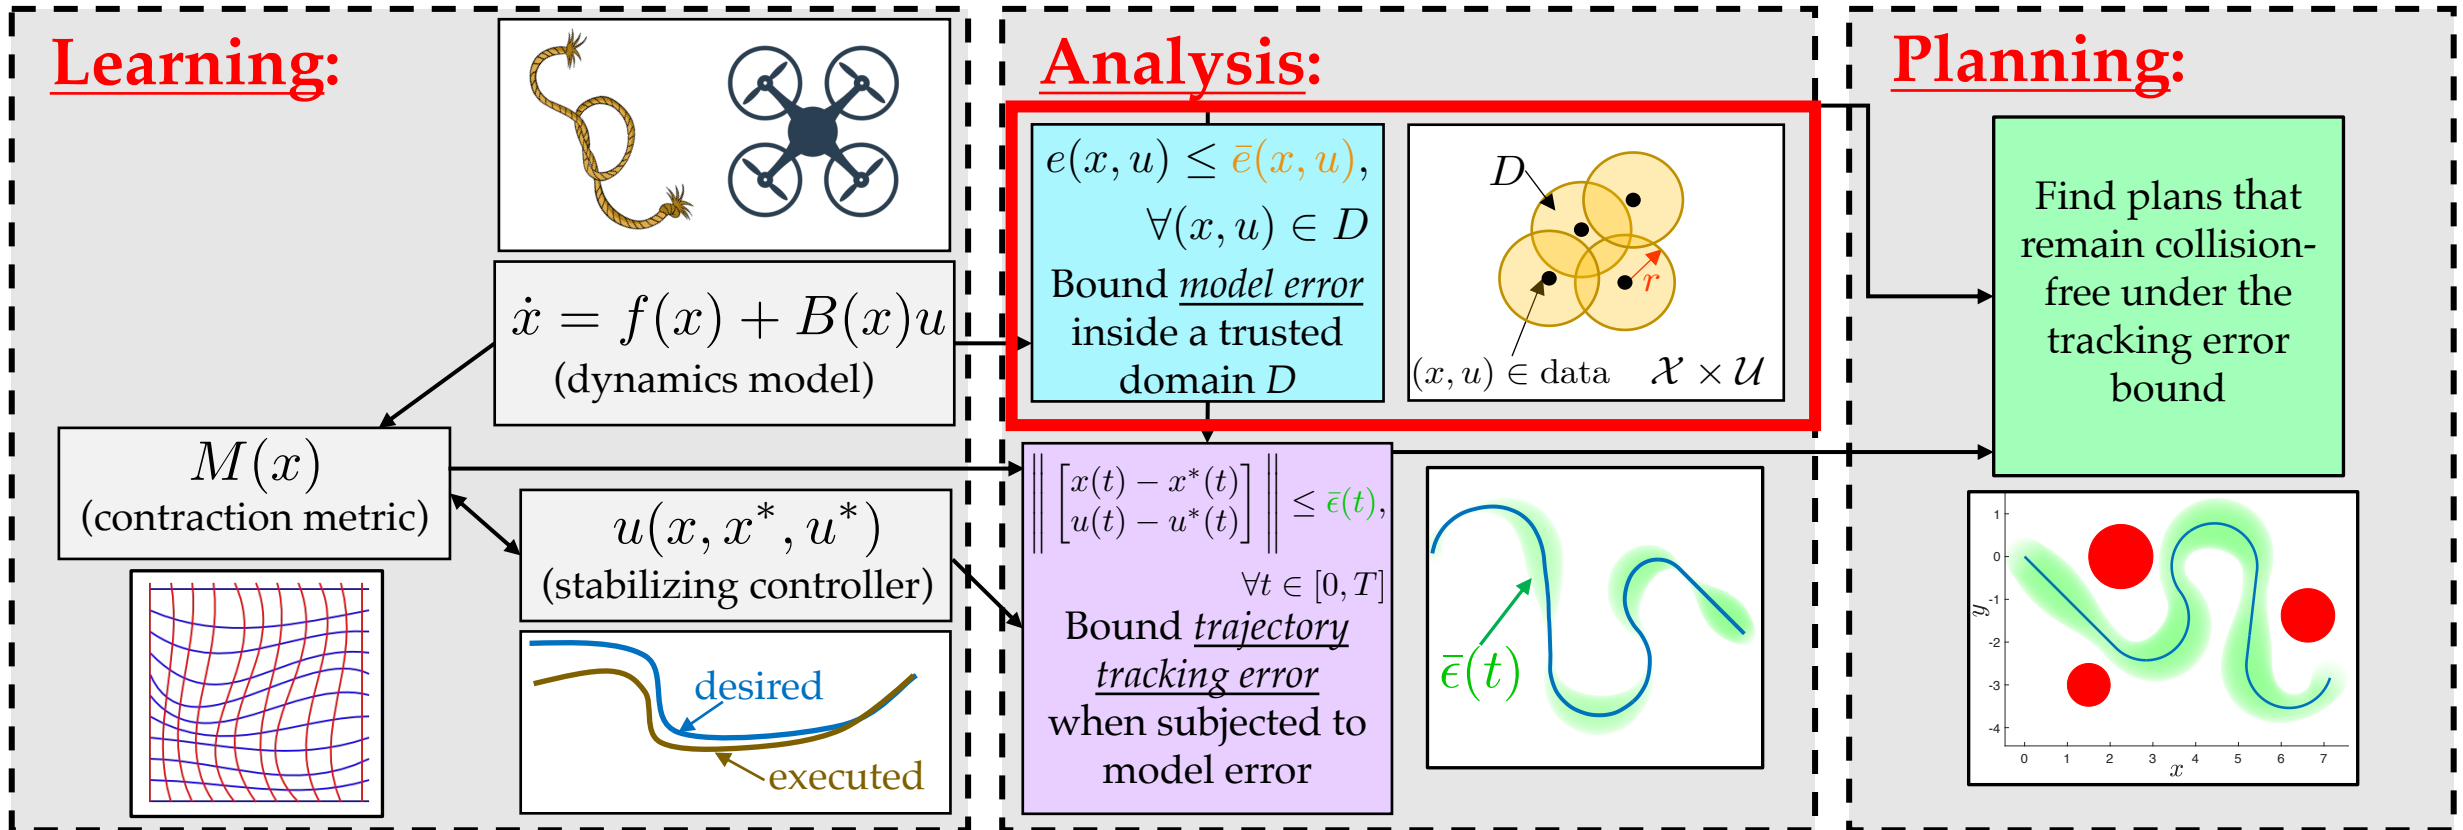 Learning:
ẋ = f(x) + B(x)u
(dynamics model)
M(x)
(contraction metric)
u(x, x*, u*)
(stabilizing controller)
desired
executed
Analysis:
e(x, u) ≤ ē(x, u),
∀(x, u) ∈ D
Bound model error
inside a trusted
domain D
D
r
(x, u) ∈ data 𝒳 × 𝒰
‖ [x(t) − x*(t)
u(t) − u*(t)] ‖ ≤ ϵ̄(t),
∀t ∈ [0, T]
Bound trajectory
tracking error
when subjected to
model error
ϵ̄(t)
Planning:
Find plans that
remain collision-
free under the
tracking error
bound
1
0
-1
-2
-3
-4
y
0 1 2 3 4 5 6 7
x